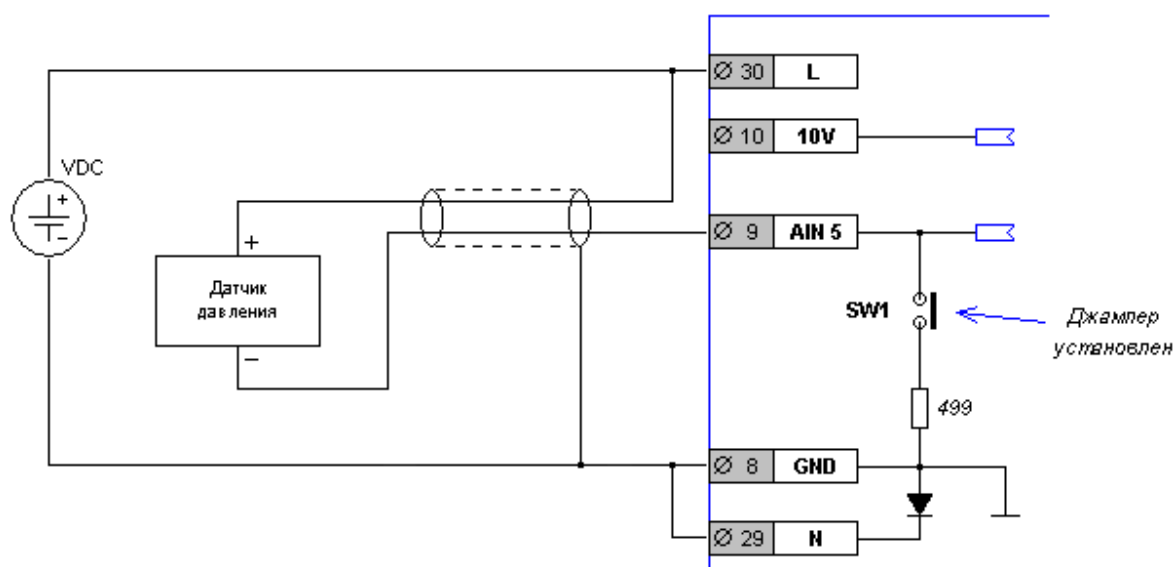 Ø 30 L
Ø 10 10V
VDC
+
-
Ø 9 AIN 5
+
Датчик
давления
–
SW1
Джампер
установлен
499
Ø 8 GND
Ø 29 N